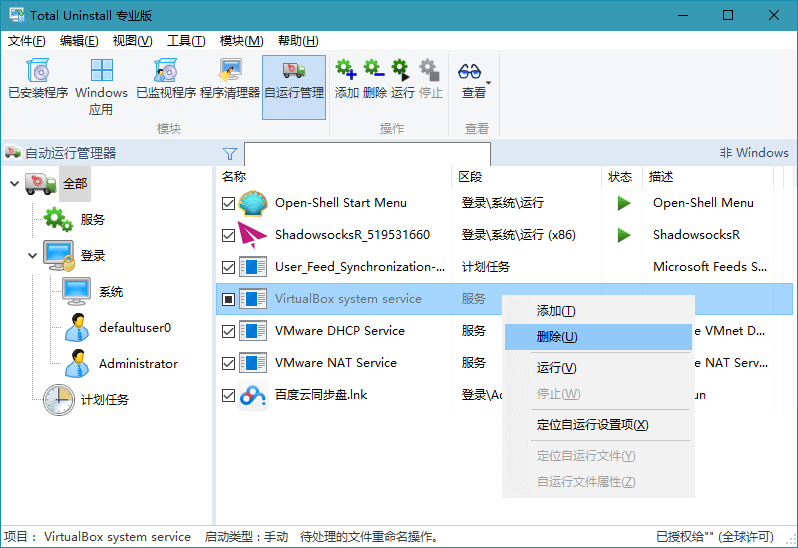 Total Uninstall 专业版
文件(F) 编辑(E) 视图(V) 工具(T) 模块(M) 帮助(H)
已安装程序 Windows 应用 已监视程序 程序清理器 自运行管理 添加 删除 运行 停止 查看
模块 操作 查看
自动运行管理器 非 Windows
全部
服务
登录
系统
defaultuser0
Administrator
计划任务
名称 区段 状态 描述
Open-Shell Start Menu 登录\系统\运行 Open-Shell Menu
ShadowsocksR_519531660 登录\系统\运行 (x86) ShadowsocksR
User_Feed_Synchronization-... 计划任务 Microsoft Feeds S...
VirtualBox system service 服务
VMware DHCP Service 服务 e VMnet D...
VMware NAT Service 服务 e NAT Serv...
百度云同步盘.lnk 登录\Ad un
添加(T)
删除(U)
运行(V)
停止(W)
定位自运行设置项(X)
定位自运行文件(Y)
自运行文件属性(Z)
项目: VirtualBox system service 启动类型: 手动 待处理的文件重命名操作。 已授权给"" (全球许可)